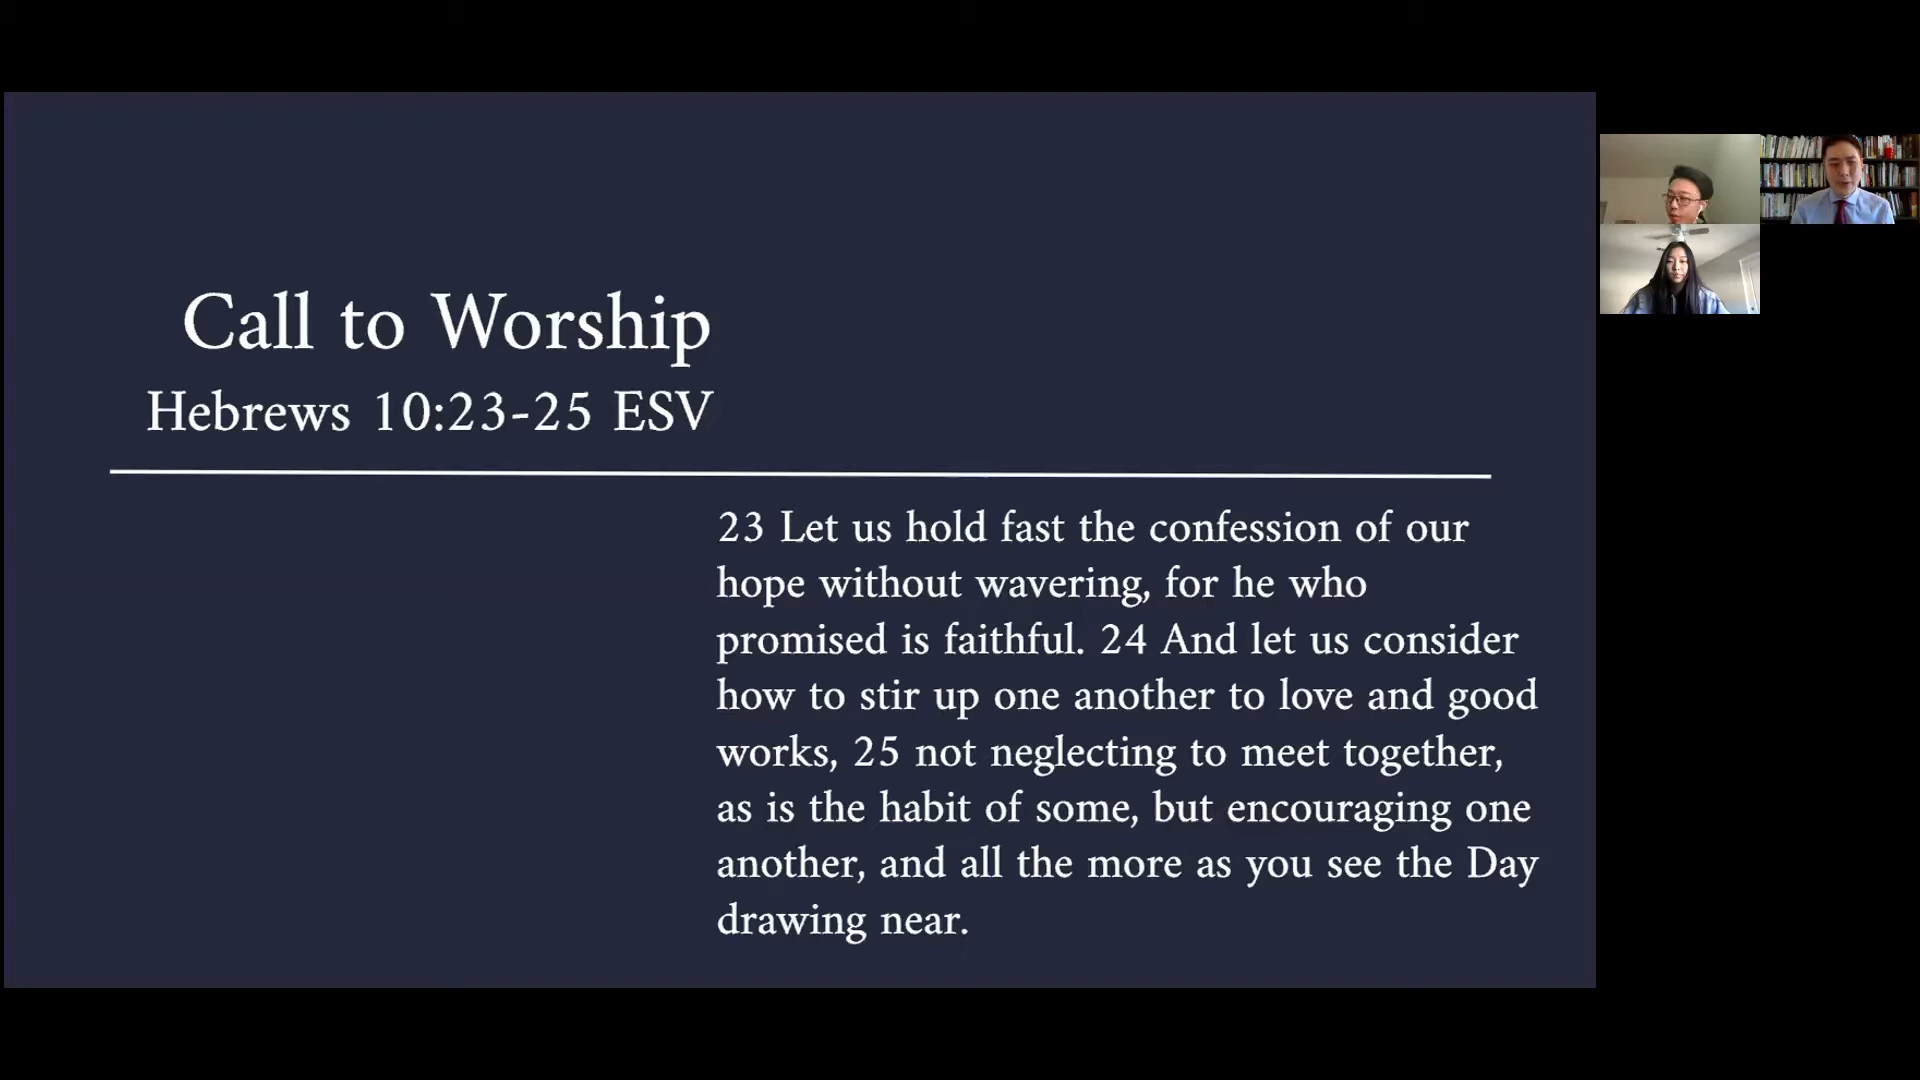 Call to Worship
Hebrews 10:23-25 ESV
23 Let us hold fast the confession of our
hope without wavering, for he who
promised is faithful. 24 And let us consider
how to stir up one another to love and good
works, 25 not neglecting to meet together,
as is the habit of some, but encouraging one
another, and all the more as you see the Day
drawing near.